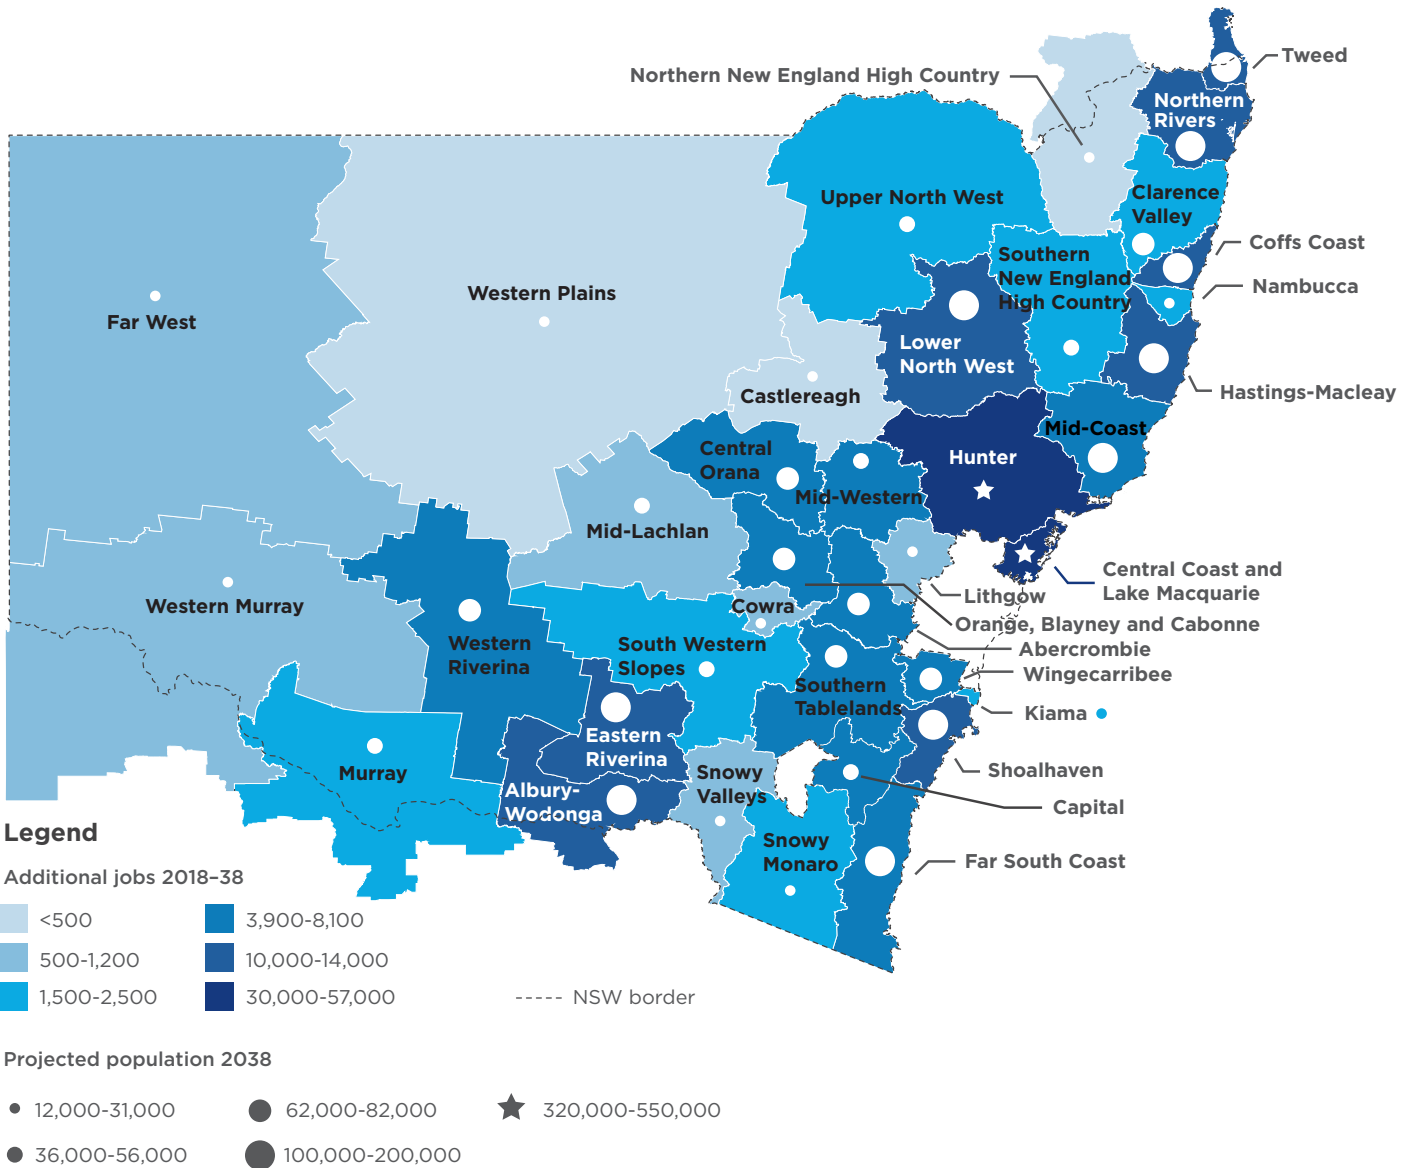 Tweed
Northern New England High Country
Northern
Rivers
Upper North West
Clarence
Valley
Coffs Coast
Southern
New England
High Country
Nambucca
Western Plains
Far West
Lower
North West
Hastings-Macleay
Castlereagh
Mid-Coast
Central
Orana
Hunter
Mid-Western
Mid-Lachlan
Central Coast and
Lake Macquarie
Lithgow
Western Murray
Cowra
Orange, Blayney and Cabonne
Western
Riverina
South Western
Slopes
Abercrombie
Wingecarribee
Southern
Tablelands
Kiama
Eastern
Riverina
Murray
Shoalhaven
Snowy
Valleys
Albury-
Wodonga
Capital
Snowy
Monaro
Far South Coast
Legend
Additional jobs 2018–38
<500
3,900-8,100
500-1,200
10,000-14,000
1,500-2,500
30,000-57,000
NSW border
Projected population 2038
12,000-31,000
62,000-82,000
320,000-550,000
36,000-56,000
100,000-200,000